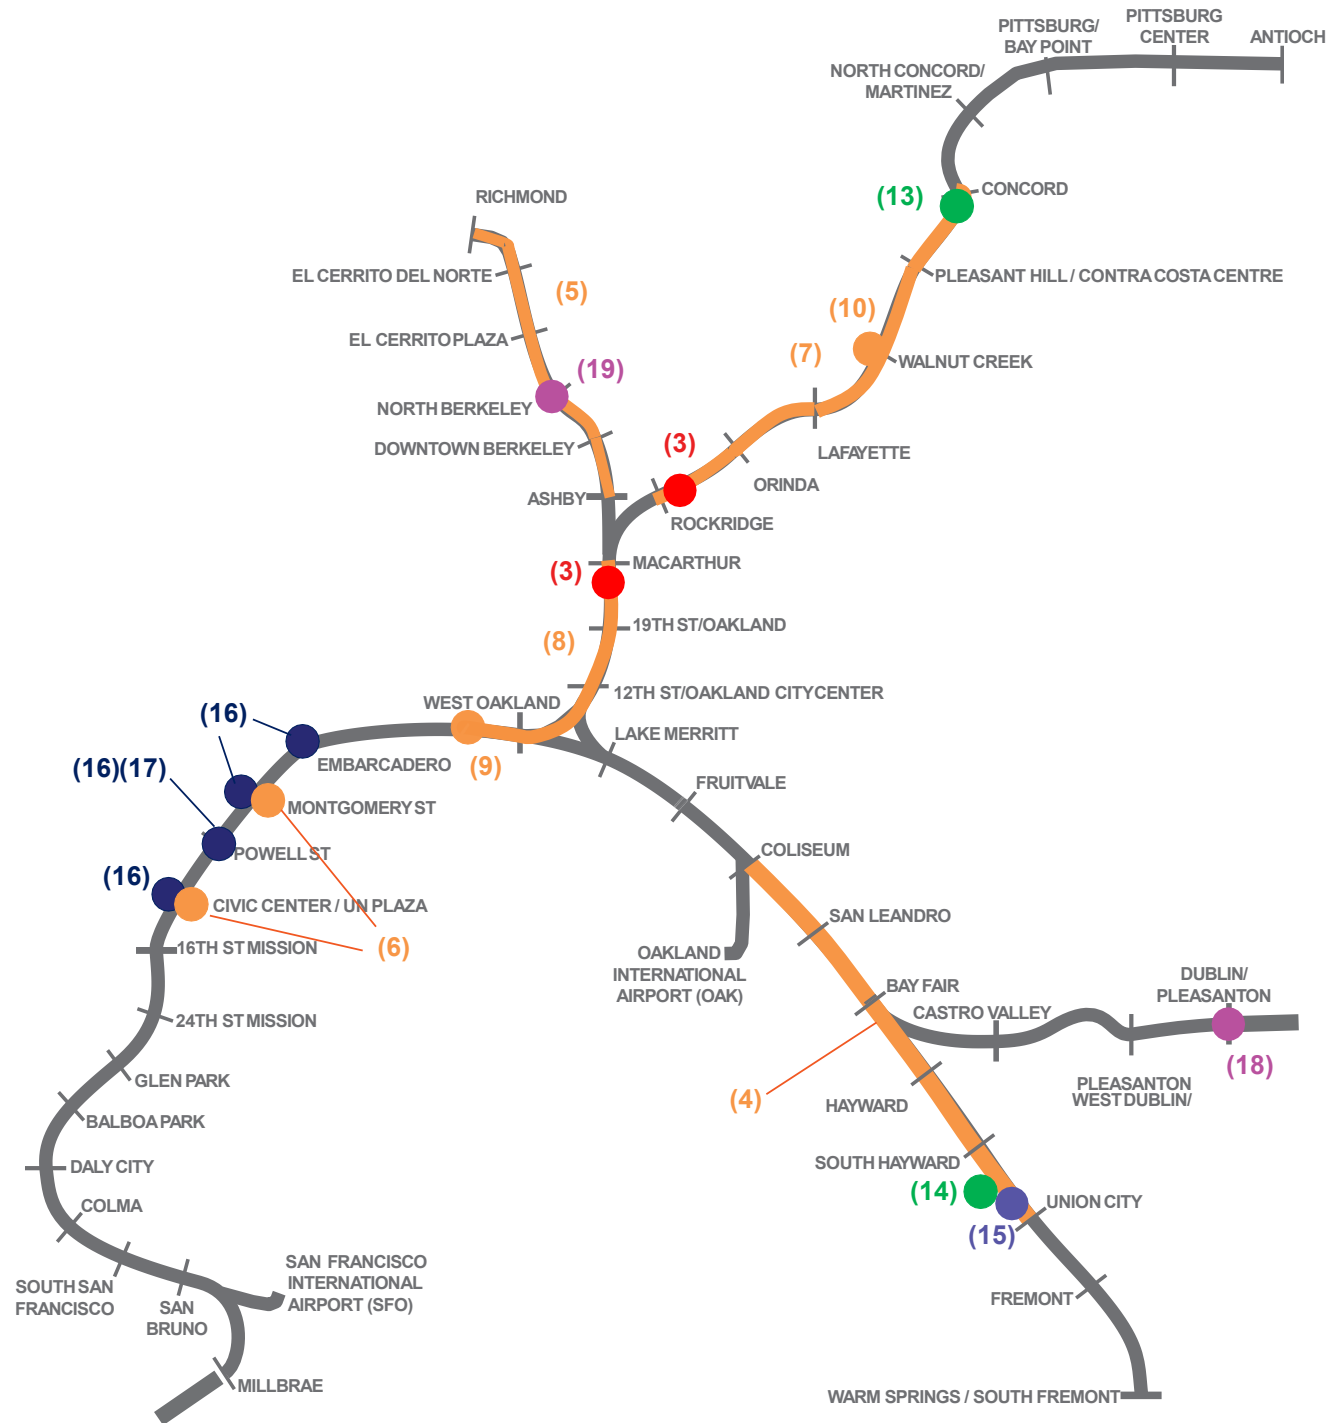 PITTSBURG/
BAY POINT
PITTSBURG
CENTER
ANTIOCH
NORTH CONCORD/
MARTINEZ
(13)
CONCORD
RICHMOND
EL CERRITO DEL NORTE
(5)
PLEASANT HILL / CONTRA COSTA CENTRE
(10)
EL CERRITO PLAZA
(7)
WALNUT CREEK
(19)
NORTH BERKELEY
DOWNTOWN BERKELEY
(3)
LAFAYETTE
ORINDA
ASHBY
ROCKRIDGE
(3)
MACARTHUR
19TH ST/OAKLAND
(8)
12TH ST/OAKLAND CITY CENTER
WEST OAKLAND
(16)
LAKE MERRITT
EMBARCADERO
(9)
(16)(17)
FRUITVALE
MONTGOMERY ST
POWELL ST
COLISEUM
(16)
CIVIC CENTER / UN PLAZA
SAN LEANDRO
16TH ST MISSION
(6)
OAKLAND
INTERNATIONAL
AIRPORT (OAK)
BAY FAIR
DUBLIN/
PLEASANTON
CASTRO VALLEY
24TH ST MISSION
(18)
GLEN PARK
(4)
PLEASANTON
WEST DUBLIN/
HAYWARD
BALBOA PARK
DALY CITY
SOUTH HAYWARD
(14)
UNION CITY
COLMA
(15)
SAN FRANCISCO
INTERNATIONAL
AIRPORT (SFO)
SOUTH SAN
FRANCISCO
SAN
BRUNO
FREMONT
MILLBRAE
WARM SPRINGS / SOUTH FREMONT